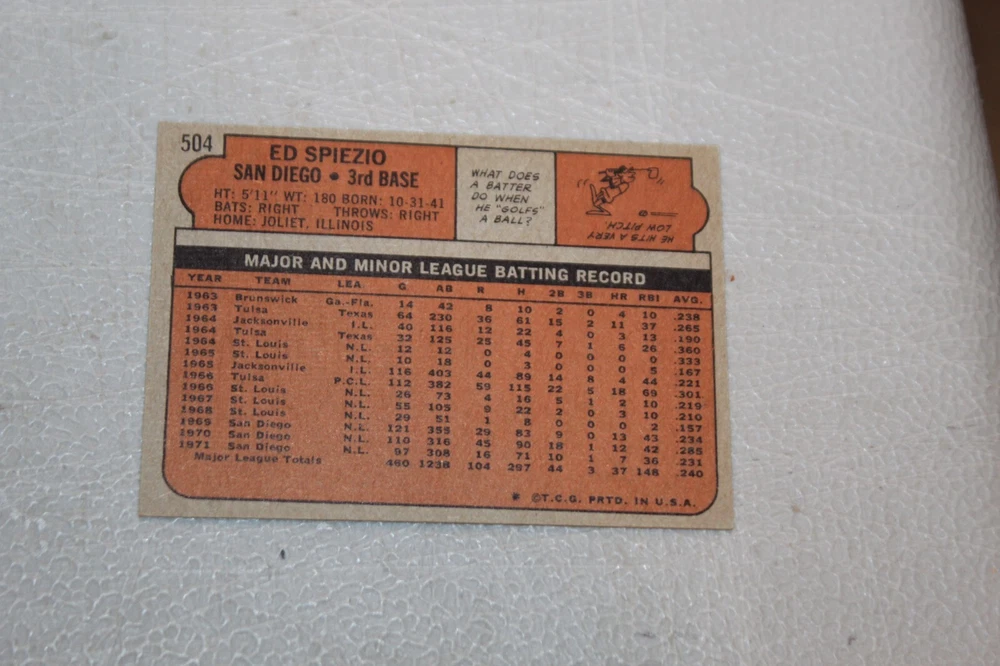 504
ED SPIEZIO
SAN DIEGO • 3rd BASE
HT: 5'11" WT: 180 BORN: 10-31-41
BATS: RIGHT THROWS: RIGHT
HOME: JOLIET, ILLINOIS
WHAT DOES
A BATTER
DO WHEN
HE "GOLFS"
A BALL?
HE HITS A VERY
LOW PITCH.
MAJOR AND MINOR LEAGUE BATTING RECORD
YEAR TEAM LEA. G AB R H 2B 3B HR RBI AVG.
1963 Brunswick Ga.-Fla. 14 42 8 10 2 0 4 10 .238
1963 Tulsa Texas 64 230 36 61 15 2 11 37 .265
1964 Jacksonville I.L. 40 116 12 22 4 0 3 13 .190
1964 Tulsa Texas 32 125 25 45 7 1 6 26 .360
1964 St. Louis N.L. 12 12 0 4 0 0 0 0 .333
1965 St. Louis N.L. 10 18 0 3 0 0 0 5 .167
1965 Jacksonville I.L. 116 403 44 89 14 8 4 44 .221
1966 Tulsa P.C.L. 112 382 59 115 22 5 18 69 .301
1966 St. Louis N.L. 26 73 4 16 5 1 2 10 .219
1967 St. Louis N.L. 55 105 9 22 2 0 3 10 .210
1968 St. Louis N.L. 29 51 1 8 0 0 0 2 .157
1969 San Diego N.L. 121 355 29 83 9 0 13 43 .234
1970 San Diego N.L. 110 316 45 90 18 1 12 42 .285
1971 San Diego N.L. 97 308 16 71 10 1 7 36 .231
Major League Totals 460 1238 104 297 44 3 37 148 .240
* ©T.C.G. PRTD. IN U.S.A.